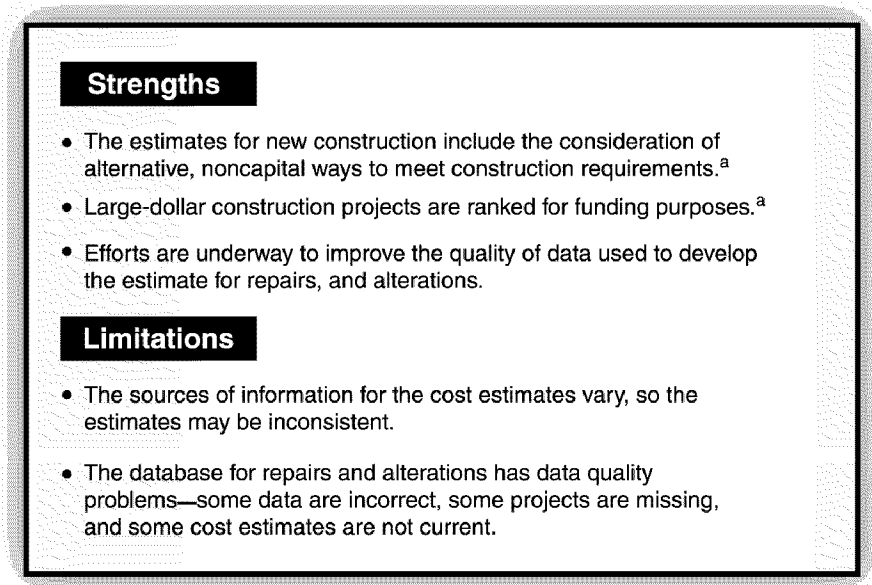 Strengths
• The estimates for new construction include the consideration of
alternative, noncapital ways to meet construction requirements.a
• Large-dollar construction projects are ranked for funding purposes.a
• Efforts are underway to improve the quality of data used to develop
the estimate for repairs, and alterations.
Limitations
• The sources of information for the cost estimates vary, so the
estimates may be inconsistent.
• The database for repairs and alterations has data quality
problems—some data are incorrect, some projects are missing,
and some cost estimates are not current.